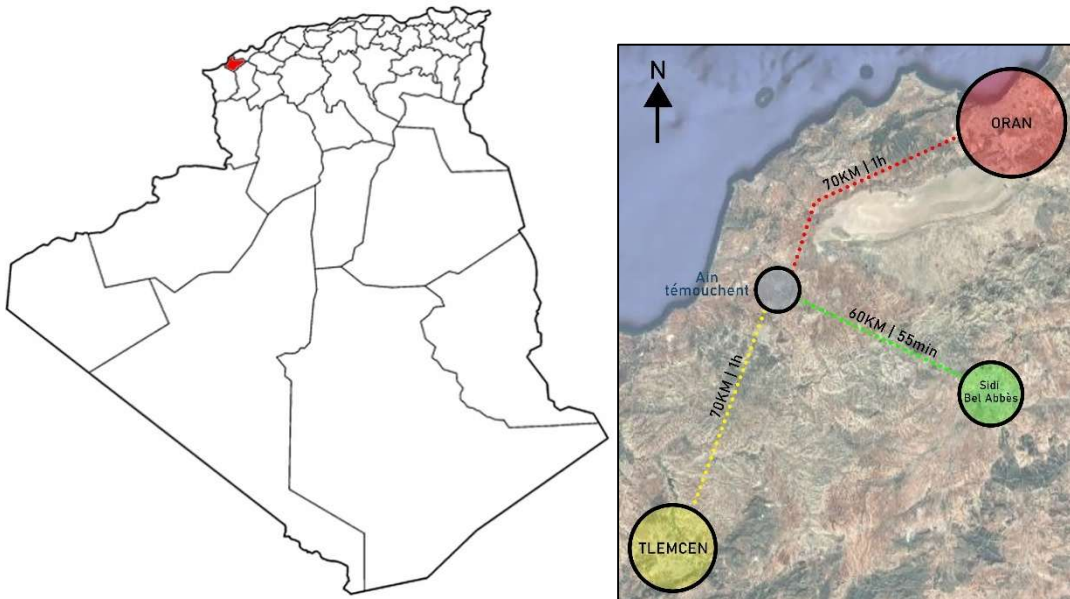 N
ORAN
70KM | 1h
Ain
témouchent
60KM | 55min
70KM | 1h
Sidi
Bel Abbès
TLEMCEN